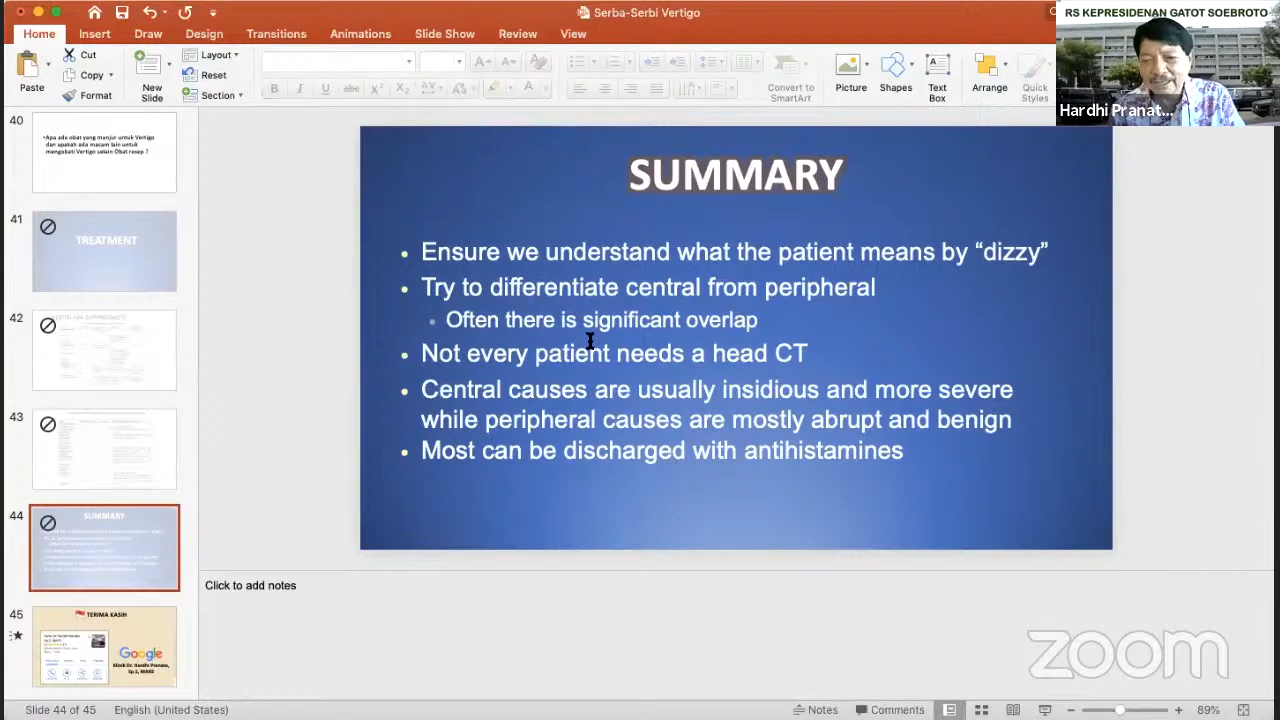 Serba-Serbi Vertigo
RS KEPRESIDENAN GATOT SOEBROTO
Hardhi Pranat...
Home Insert Draw Design Transitions Animations Slide Show Review View
Paste
Cut
Copy
Format
New
Slide
Layout
Reset
Section
Convert to
SmartArt
Picture
Shapes
Text
Box
Arrange
Quick
Styles
40
•Apa ada obat yang manjur untuk Vertigo
dan apakah ada macam lain untuk
mengobati Vertigo selain Obat resep ?
41
TREATMENT
42
43
44
SUMMARY
45
TERIMA KASIH
Google
Klinik Dr. Hardhi Pranata,
Sp.S, MARS
SUMMARY
• Ensure we understand what the patient means by “dizzy”
• Try to differentiate central from peripheral
• Often there is significant overlap
• Not every patient needs a head CT
• Central causes are usually insidious and more severe
while peripheral causes are mostly abrupt and benign
• Most can be discharged with antihistamines
Click to add notes
zoom
Slide 44 of 45 English (United States) Notes Comments 89%